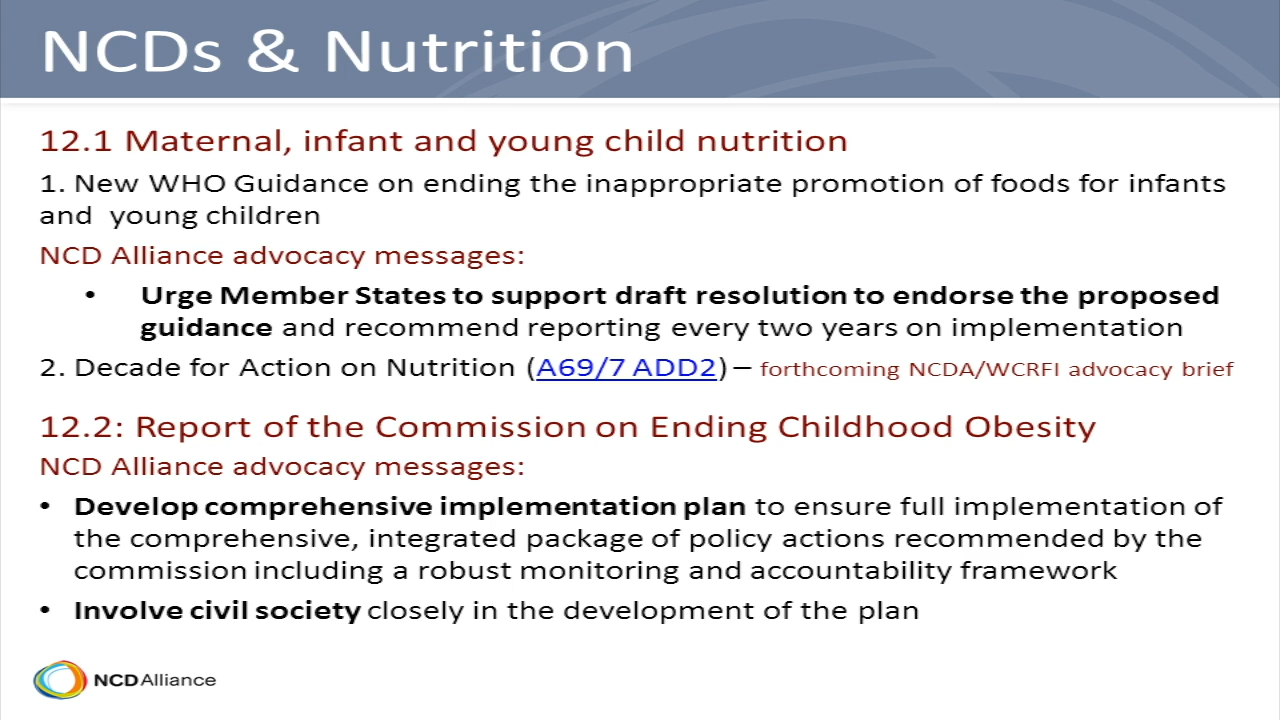 NCDs & Nutrition
12.1 Maternal, infant and young child nutrition
1. New WHO Guidance on ending the inappropriate promotion of foods for infants
and young children
NCD Alliance advocacy messages:
• Urge Member States to support draft resolution to endorse the proposed
guidance and recommend reporting every two years on implementation
2. Decade for Action on Nutrition (A69/7 ADD2) – forthcoming NCDA/WCRFI advocacy brief
12.2: Report of the Commission on Ending Childhood Obesity
NCD Alliance advocacy messages:
• Develop comprehensive implementation plan to ensure full implementation of
the comprehensive, integrated package of policy actions recommended by the
commission including a robust monitoring and accountability framework
• Involve civil society closely in the development of the plan
NCD Alliance